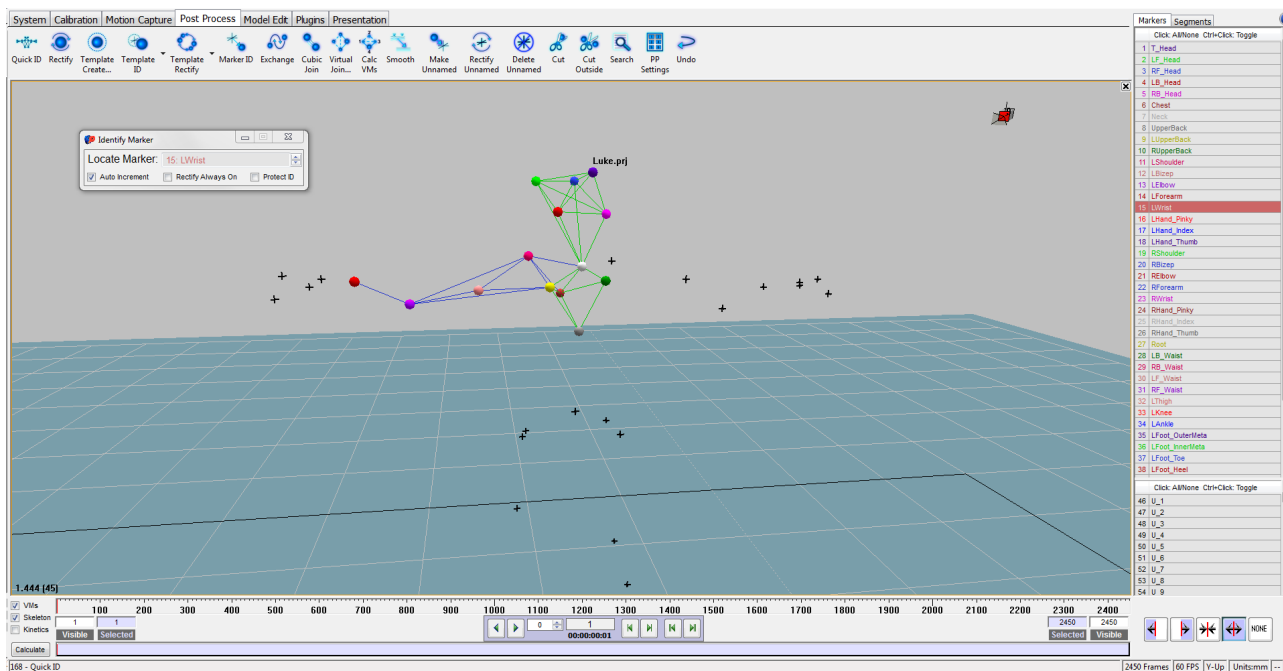 System Calibration Motion Capture Post Process Model Edit Plugins Presentation
Quick ID Rectify Template Create... Template ID Template Rectify Marker ID Exchange Cubic Join Virtual Join... Calc VMs Smooth Make Unnamed Rectify Unnamed Delete Unnamed Cut Cut Outside Search PP Settings Undo
Identify Marker
Locate Marker: 15: LWrist
Auto Increment Rectify Always On Protect ID
Luke.prj
1.444 [45]
Markers Segments
Click: All/None Ctrl+Click: Toggle
1 T_Head
2 LF_Head
3 RF_Head
4 LB_Head
5 RB_Head
6 Chest
7 Neck
8 UpperBack
9 LUpperBack
10 RUpperBack
11 LShoulder
12 LBizep
13 LElbow
14 LForearm
15 LWrist
16 LHand_Pinky
17 LHand_Index
18 LHand_Thumb
19 RShoulder
20 RBizep
21 RElbow
22 RForearm
23 RWrist
24 RHand_Pinky
25 RHand_Index
26 RHand_Thumb
27 Root
28 LB_Waist
29 RB_Waist
30 LF_Waist
31 RF_Waist
32 LThigh
33 LKnee
34 LAnkle
35 LFoot_OuterMeta
36 LFoot_InnerMeta
37 LFoot_Toe
38 LFoot_Heel
Click: All/None Ctrl+Click: Toggle
46 U_1
47 U_2
48 U_3
49 U_4
50 U_5
51 U_6
52 U_7
53 U_8
54 U_9
VMs
Skeleton
Kinetics
100 200 300 400 500 600 700 800 900 1000 1100 1200 1300 1400 1500 1600 1700 1800 1900 2000 2100 2200 2300 2400
1 1
Visible Selected
0 1
00:00:00:01
2450 2450
Selected Visible
NONE
Calculate
168 - Quick ID
2450 Frames 60 FPS Y-Up Units:mm --